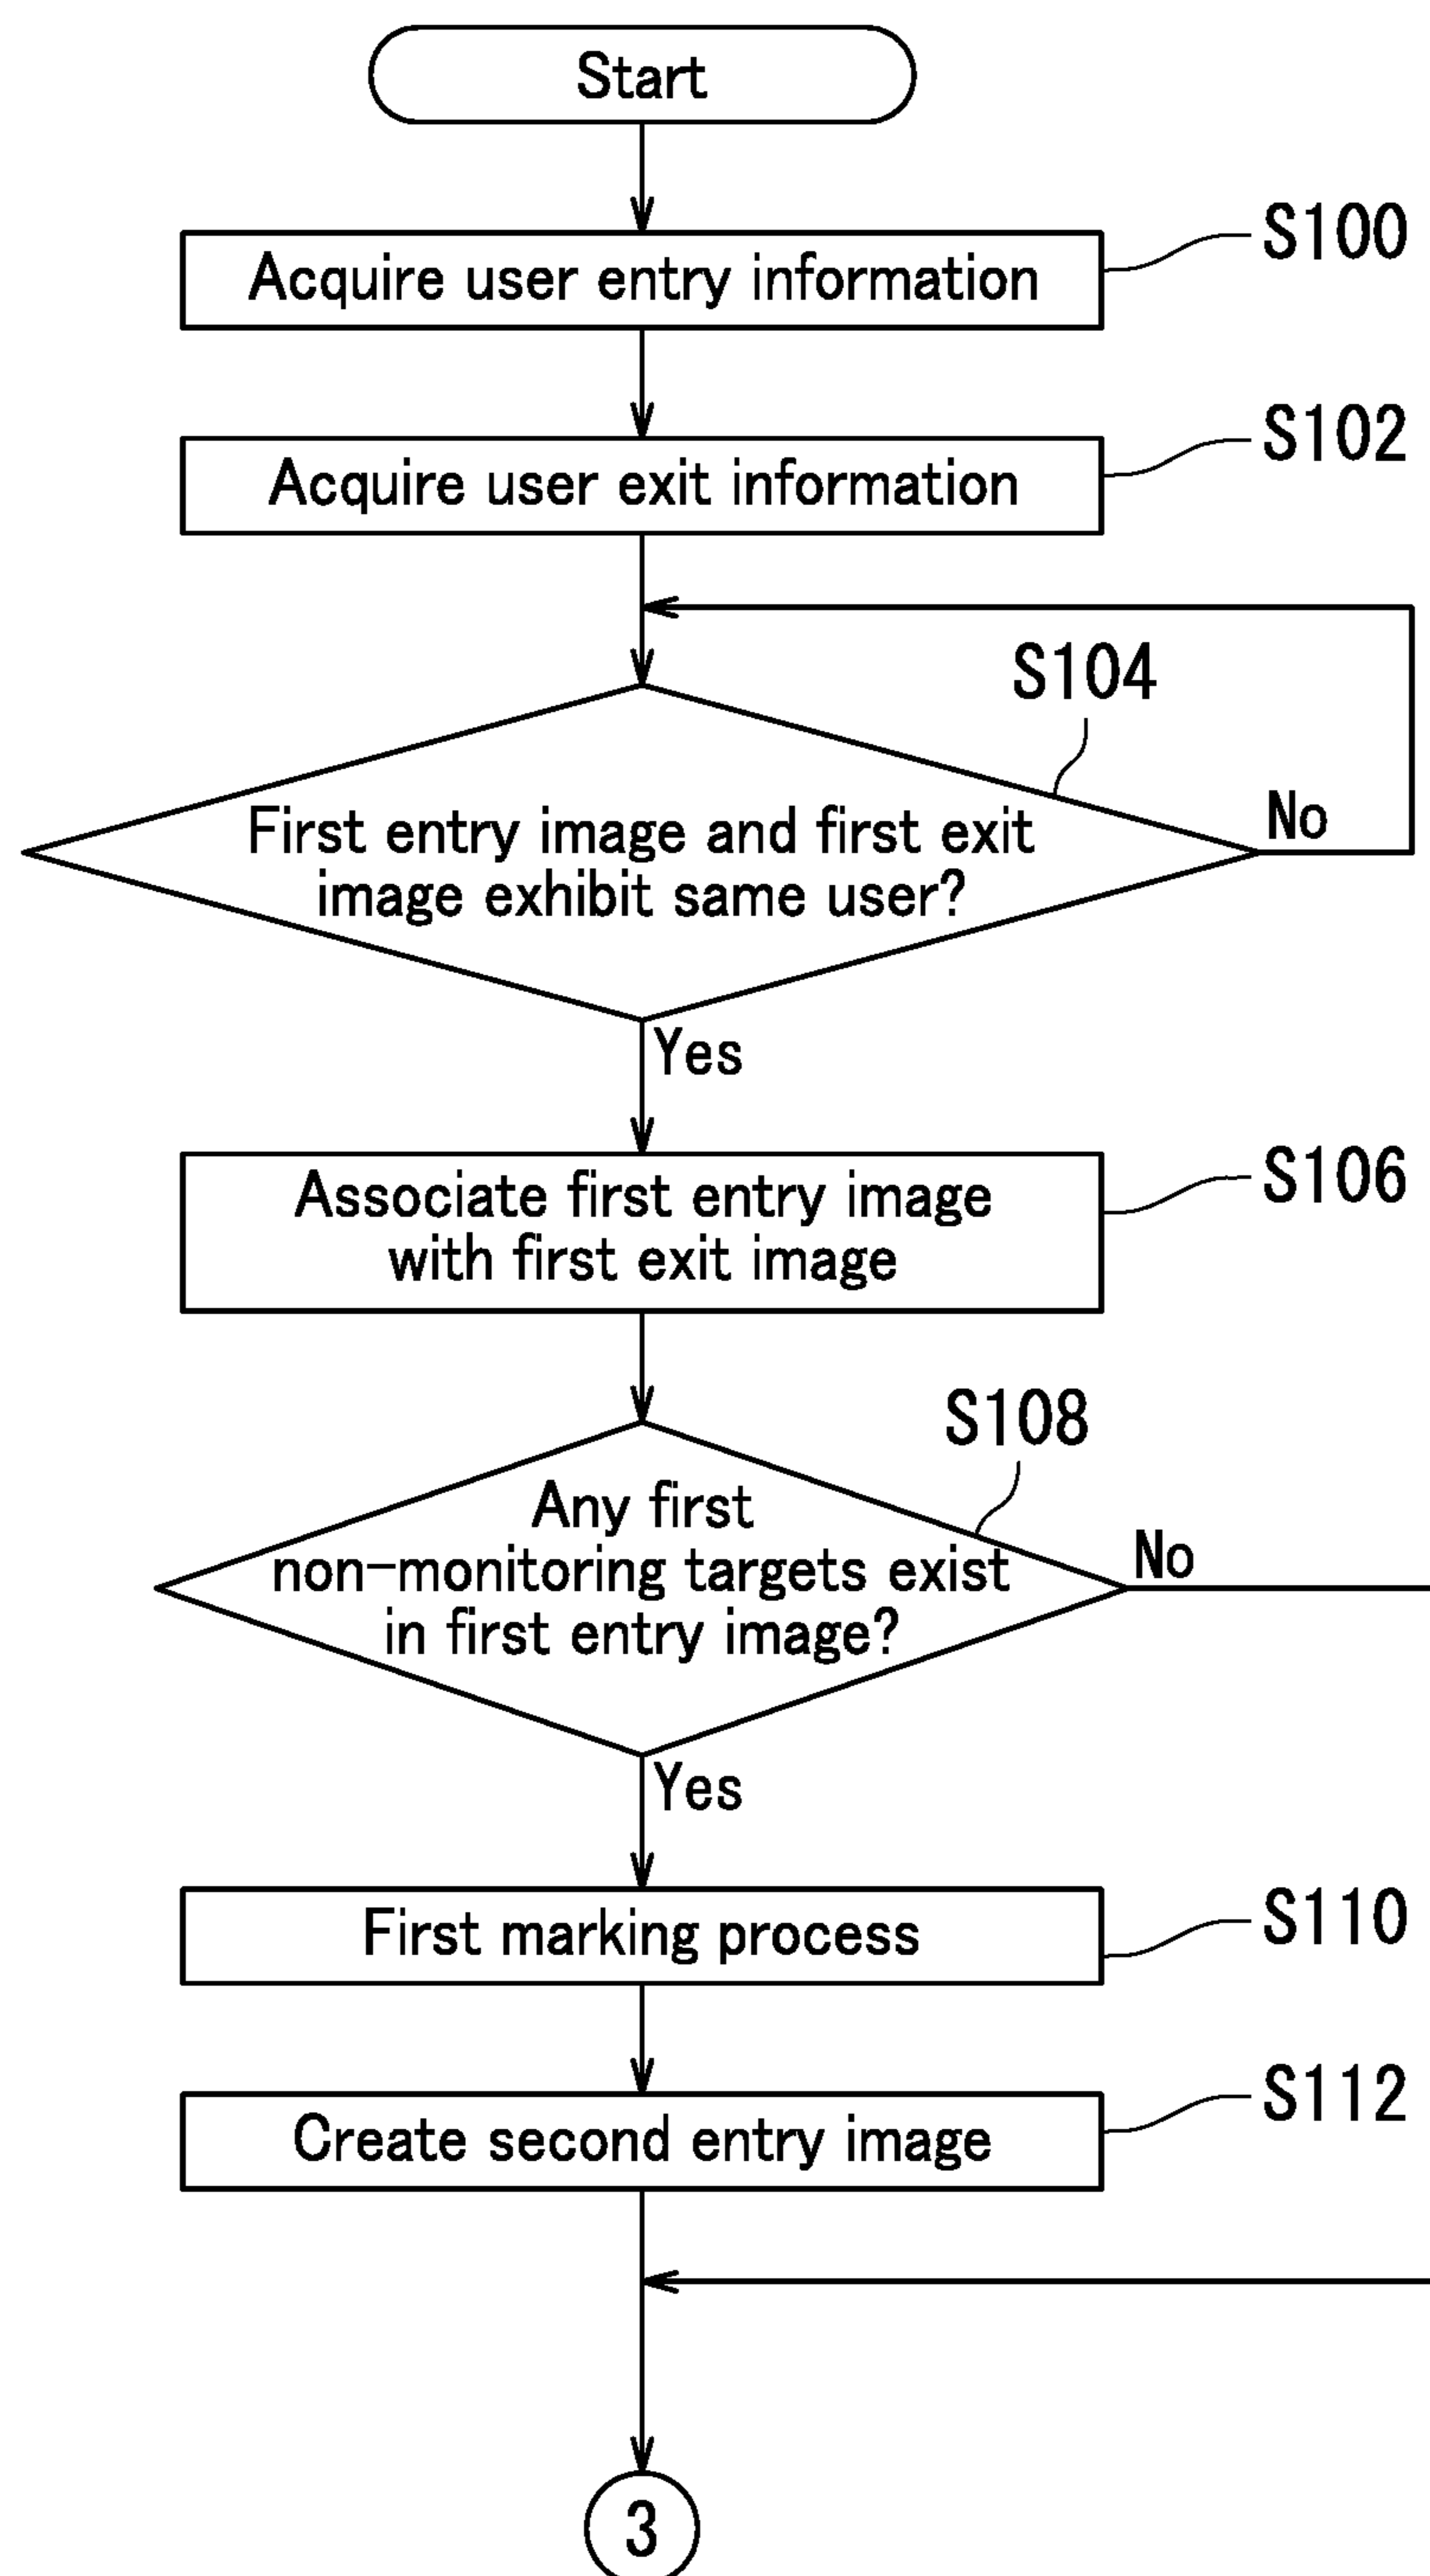 Start
Acquire user entry information
S100
Acquire user exit information
S102
S104
First entry image and first exit
image exhibit same user?
No
Yes
Associate first entry image
with first exit image
S106
S108
Any first
non-monitoring targets exist
in first entry image?
No
Yes
First marking process
S110
Create second entry image
S112
3